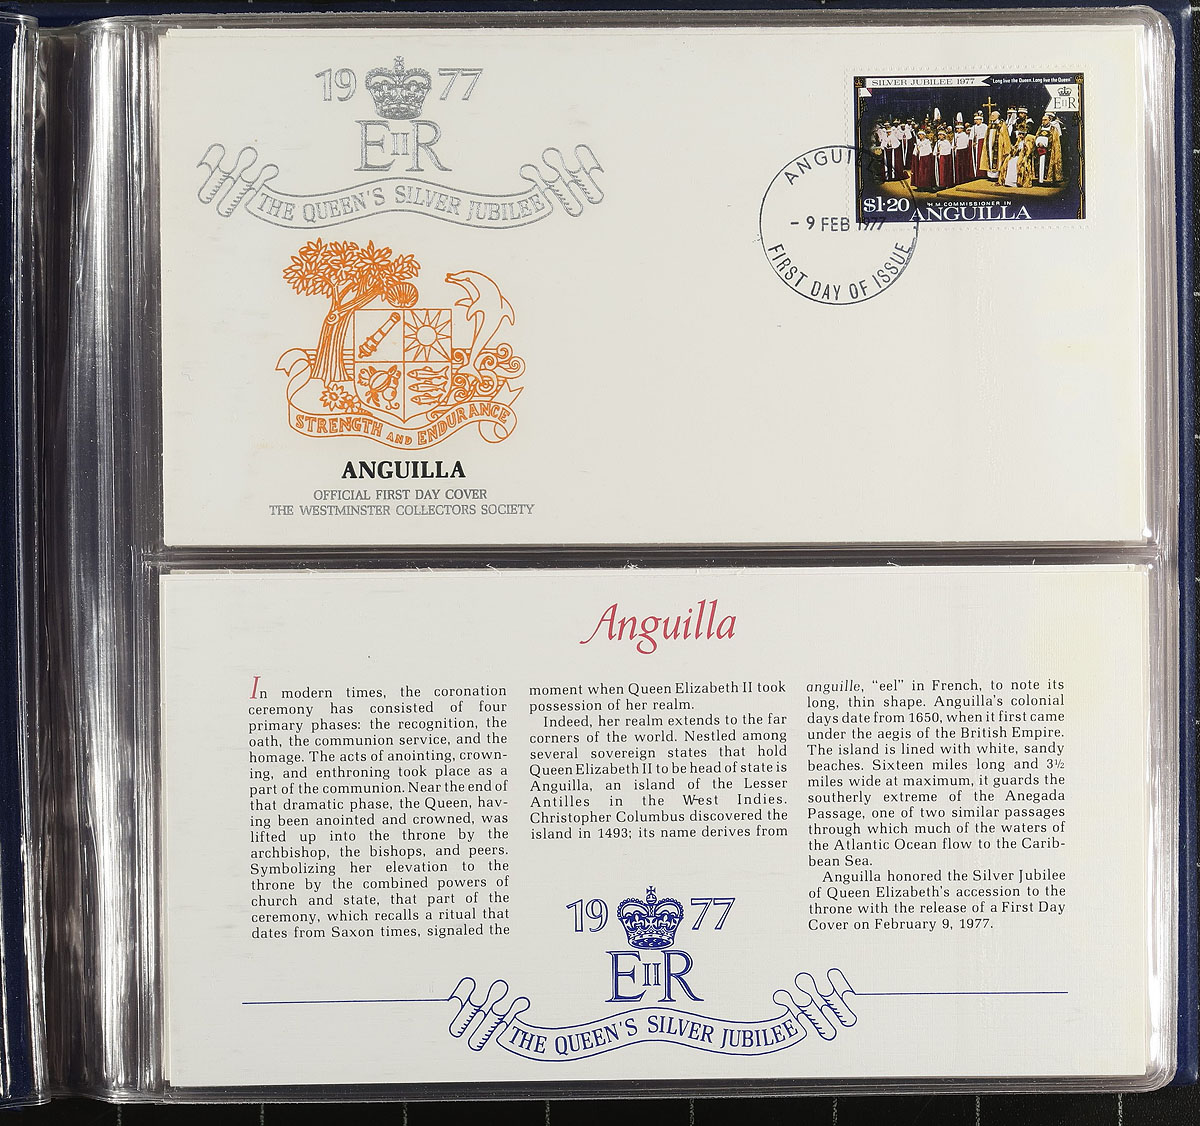 1977
EIIR
THE QUEEN'S SILVER JUBILEE
STRENGTH AND ENDURANCE
ANGUILLA
OFFICIAL FIRST DAY COVER
THE WESTMINSTER COLLECTORS SOCIETY
SILVER JUBILEE 1977
"Long live the Queen. Long live the Queen"
EIIR
$1·20
H M COMMISSIONER IN
ANGUILLA
- 9 FEB 1977
FIRST DAY OF ISSUE
Anguilla
In modern times, the coronation
ceremony has consisted of four
primary phases: the recognition, the
oath, the communion service, and the
homage. The acts of anointing, crown-
ing, and enthroning took place as a
part of the communion. Near the end of
that dramatic phase, the Queen, hav-
ing been anointed and crowned, was
lifted up into the throne by the
archbishop, the bishops, and peers.
Symbolizing her elevation to the
throne by the combined powers of
church and state, that part of the
ceremony, which recalls a ritual that
dates from Saxon times, signaled the
moment when Queen Elizabeth II took
possession of her realm.
Indeed, her realm extends to the far
corners of the world. Nestled among
several sovereign states that hold
Queen Elizabeth II to be head of state is
Anguilla, an island of the Lesser
Antilles in the West Indies.
Christopher Columbus discovered the
island in 1493; its name derives from
anguille, "eel" in French, to note its
long, thin shape. Anguilla's colonial
days date from 1650, when it first came
under the aegis of the British Empire.
The island is lined with white, sandy
beaches. Sixteen miles long and 3½
miles wide at maximum, it guards the
southerly extreme of the Anegada
Passage, one of two similar passages
through which much of the waters of
the Atlantic Ocean flow to the Carib-
bean Sea.
Anguilla honored the Silver Jubilee
of Queen Elizabeth's accession to the
throne with the release of a First Day
Cover on February 9, 1977.
1977
EIIR
THE QUEEN'S SILVER JUBILEE